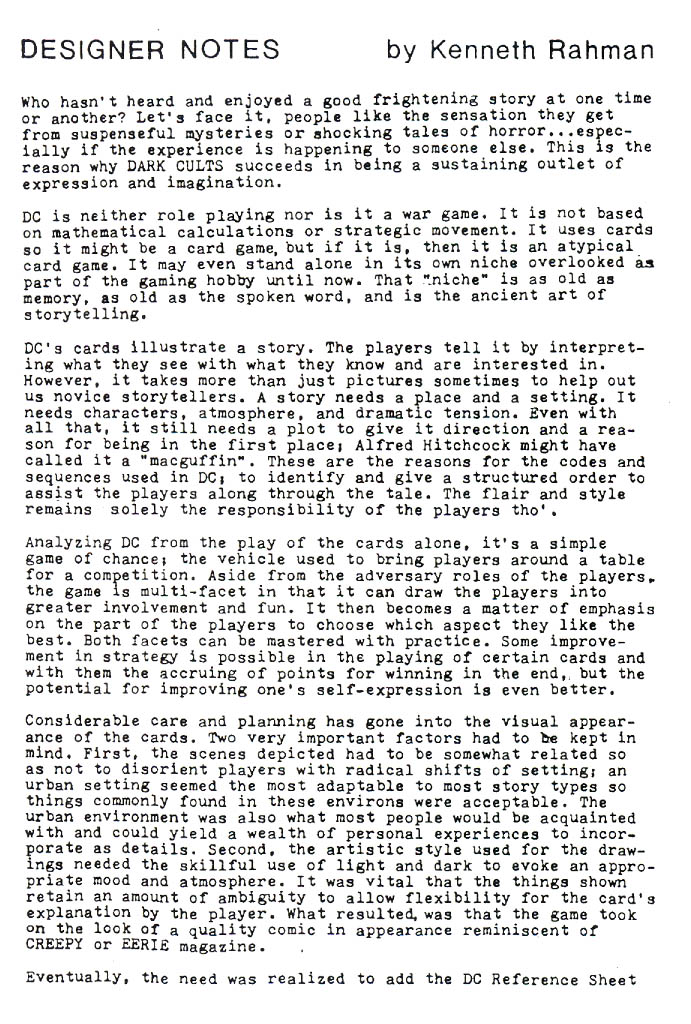 DESIGNER NOTES by Kenneth Rahman
Who hasn't heard and enjoyed a good frightening story at one time
or another? Let's face it, people like the sensation they get
from suspenseful mysteries or shocking tales of horror...espec-
ially if the experience is happening to someone else. This is the
reason why DARK CULTS succeeds in being a sustaining outlet of
expression and imagination.
DC is neither role playing nor is it a war game. It is not based
on mathematical calculations or strategic movement. It uses cards
so it might be a card game, but if it is, then it is an atypical
card game. It may even stand alone in its own niche overlooked as
part of the gaming hobby until now. That "niche" is as old as
memory, as old as the spoken word, and is the ancient art of
storytelling.
DC's cards illustrate a story. The players tell it by interpret-
ing what they see with what they know and are interested in.
However, it takes more than just pictures sometimes to help out
us novice storytellers. A story needs a place and a setting. It
needs characters, atmosphere, and dramatic tension. Even with
all that, it still needs a plot to give it direction and a rea-
son for being in the first place; Alfred Hitchcock might have
called it a "macguffin". These are the reasons for the codes and
sequences used in DC; to identify and give a structured order to
assist the players along through the tale. The flair and style
remains solely the responsibility of the players tho'.
Analyzing DC from the play of the cards alone, it's a simple
game of chance; the vehicle used to bring players around a table
for a competition. Aside from the adversary roles of the players,
the game is multi-facet in that it can draw the players into
greater involvement and fun. It then becomes a matter of emphasis
on the part of the players to choose which aspect they like the
best. Both facets can be mastered with practice. Some improve-
ment in strategy is possible in the playing of certain cards and
with them the accruing of points for winning in the end, but the
potential for improving one's self-expression is even better.
Considerable care and planning has gone into the visual appear-
ance of the cards. Two very important factors had to be kept in
mind. First, the scenes depicted had to be somewhat related so
as not to disorient players with radical shifts of setting; an
urban setting seemed the most adaptable to most story types so
things commonly found in these environs were acceptable. The
urban environment was also what most people would be acquainted
with and could yield a wealth of personal experiences to incor-
porate as details. Second, the artistic style used for the draw-
ings needed the skillful use of light and dark to evoke an appro-
priate mood and atmosphere. It was vital that the things shown
retain an amount of ambiguity to allow flexibility for the card's
explanation by the player. What resulted, was that the game took
on the look of a quality comic in appearance reminiscent of
CREEPY or EERIE magazine.
Eventually, the need was realized to add the DC Reference Sheet